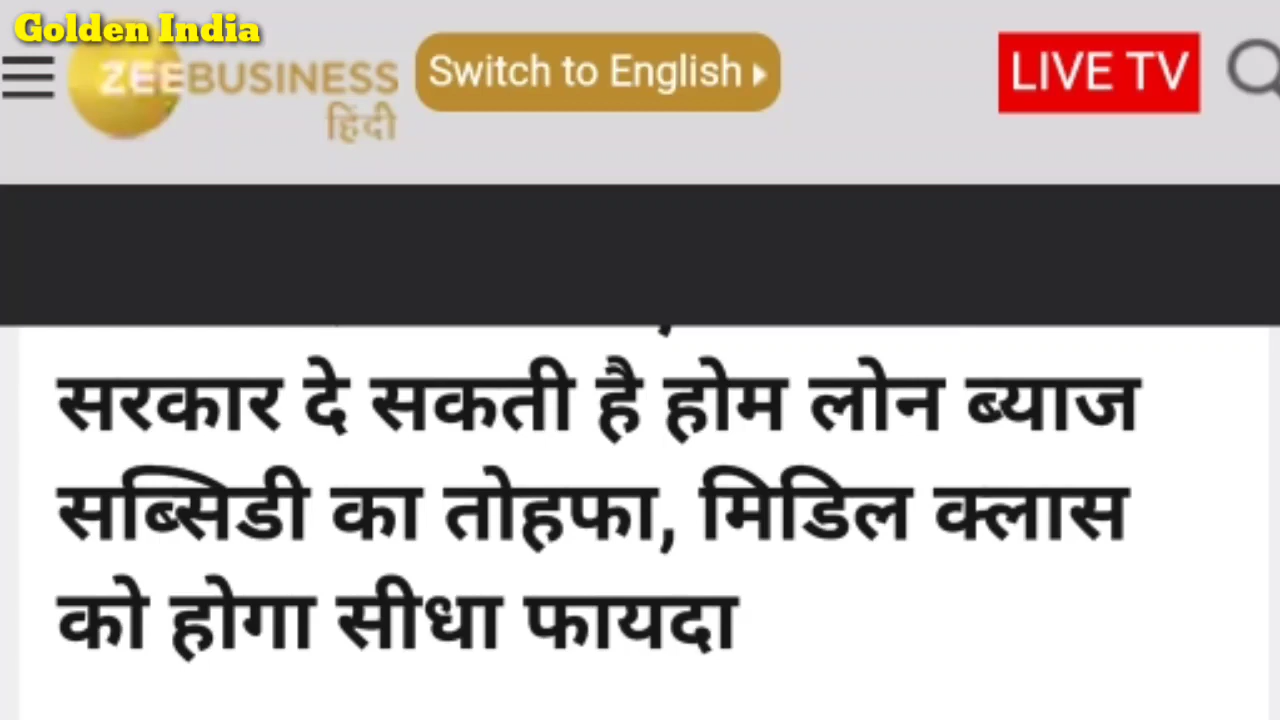 Golden India
ZEEBUSINESS
हिंदी
Switch to English
LIVE TV
सरकार दे सकती है होम लोन ब्याज
सब्सिडी का तोहफा, मिडिल क्लास
को होगा सीधा फायदा